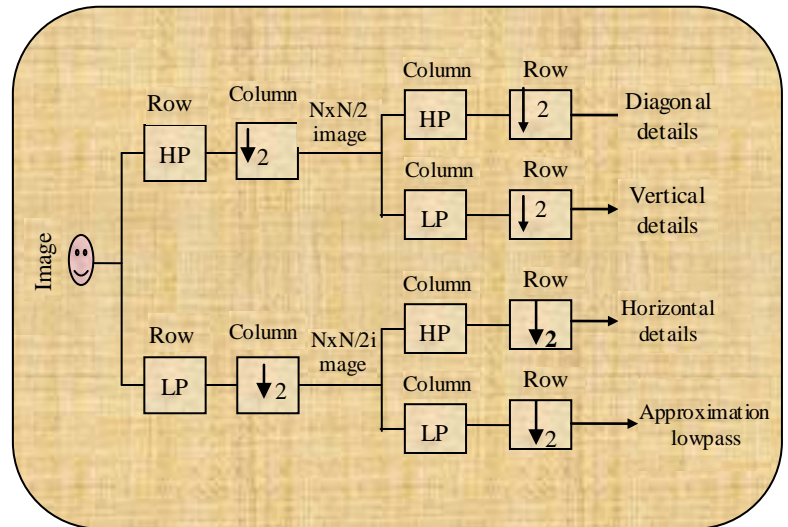 Column
Row
Row
Column
NxN/2
image
HP
2
HP
2
Diagonal
details
Column
Row
LP
2
Vertical
details
Image
Column
Row
Row
Column
NxN/2i
mage
HP
2
Horizontal
details
Column
Row
LP
2
LP
2
Approximation
lowpass